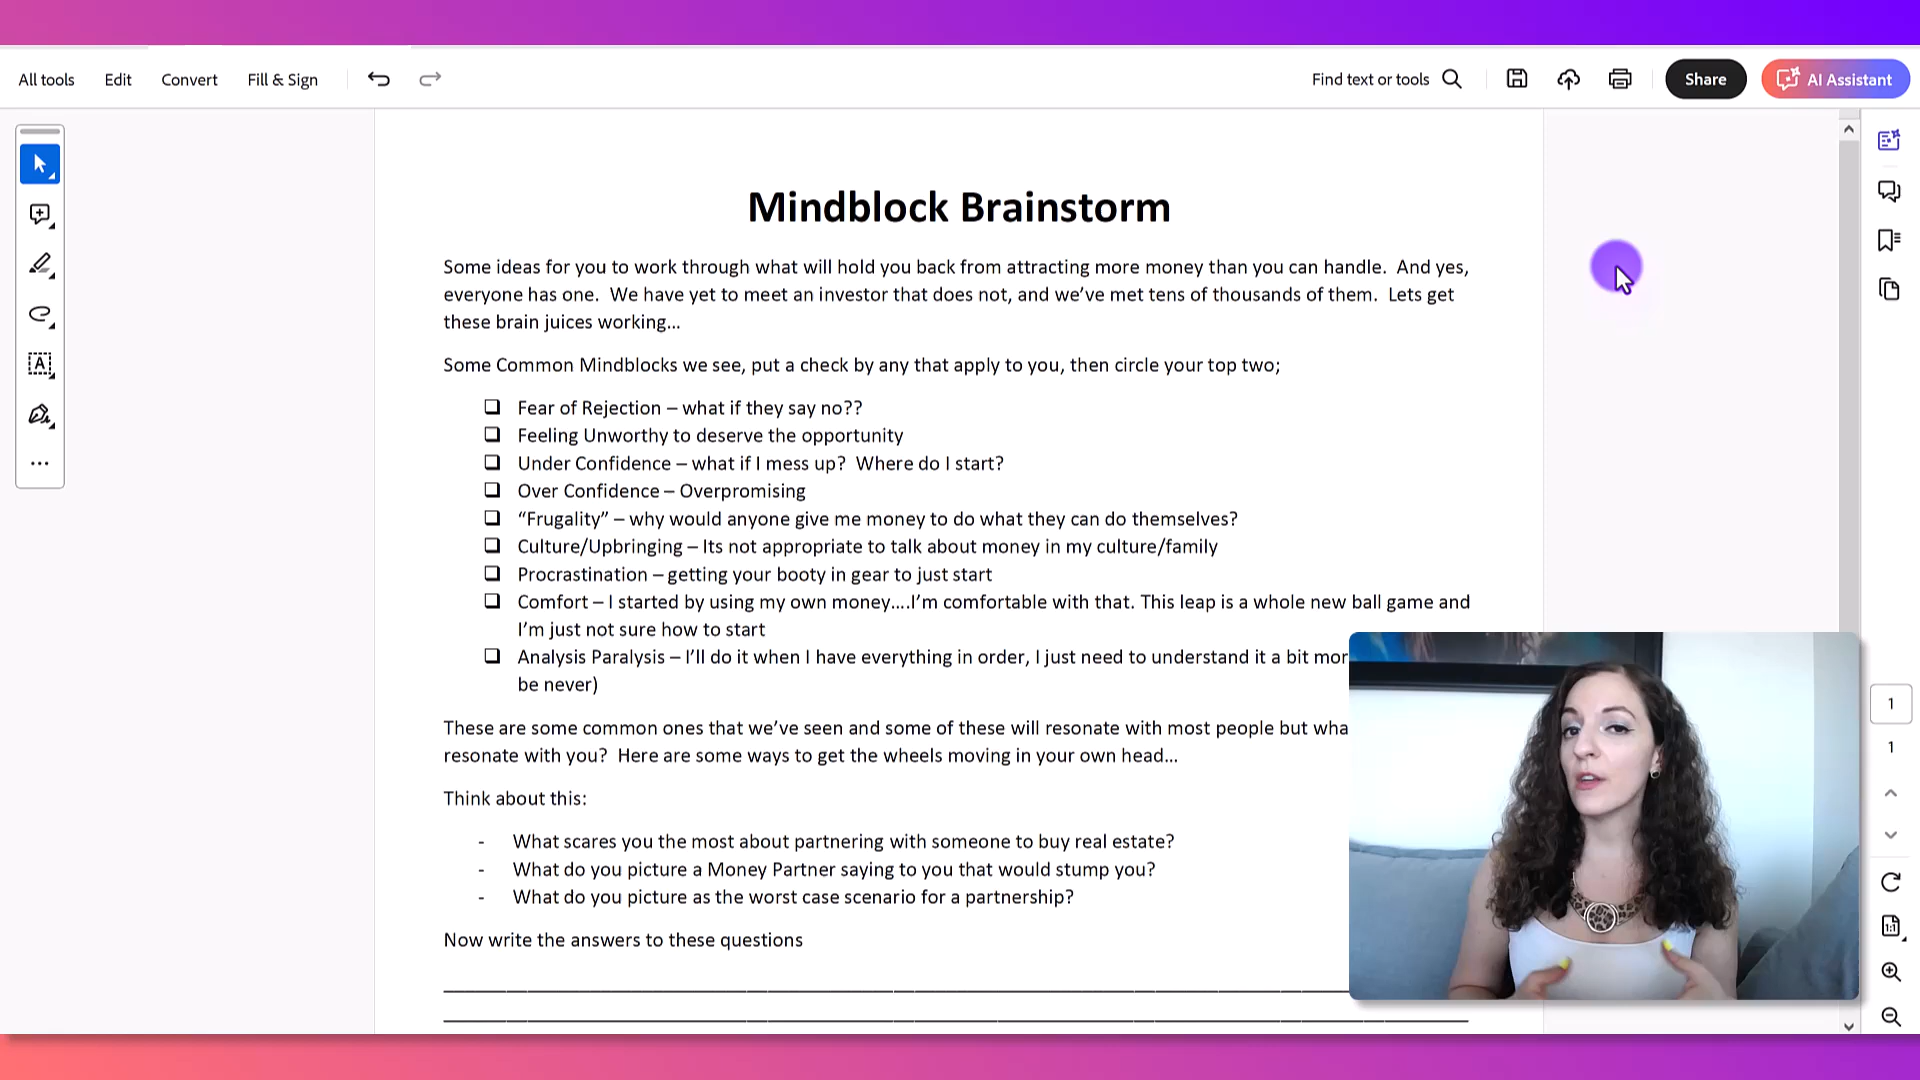 All tools Edit Convert Fill & Sign Find text or tools Share AI Assistant
Mindblock Brainstorm
Some ideas for you to work through what will hold you back from attracting more money than you can handle.  And yes,
everyone has one.  We have yet to meet an investor that does not, and we’ve met tens of thousands of them.  Lets get
these brain juices working...
Some Common Mindblocks we see, put a check by any that apply to you, then circle your top two;
Fear of Rejection – what if they say no??
Feeling Unworthy to deserve the opportunity
Under Confidence – what if I mess up?  Where do I start?
Over Confidence – Overpromising
“Frugality” – why would anyone give me money to do what they can do themselves?
Culture/Upbringing – Its not appropriate to talk about money in my culture/family
Procrastination – getting your booty in gear to just start
Comfort – I started by using my own money....I’m comfortable with that. This leap is a whole new ball game and
I’m just not sure how to start
Analysis Paralysis – I’ll do it when I have everything in order, I just need to understand it a bit
be never)
These are some common ones that we’ve seen and some of these will resonate with most people but
resonate with you?  Here are some ways to get the wheels moving in your own head...
Think about this:
- What scares you the most about partnering with someone to buy real estate?
- What do you picture a Money Partner saying to you that would stump you?
- What do you picture as the worst case scenario for a partnership?
Now write the answers to these questions
1
1